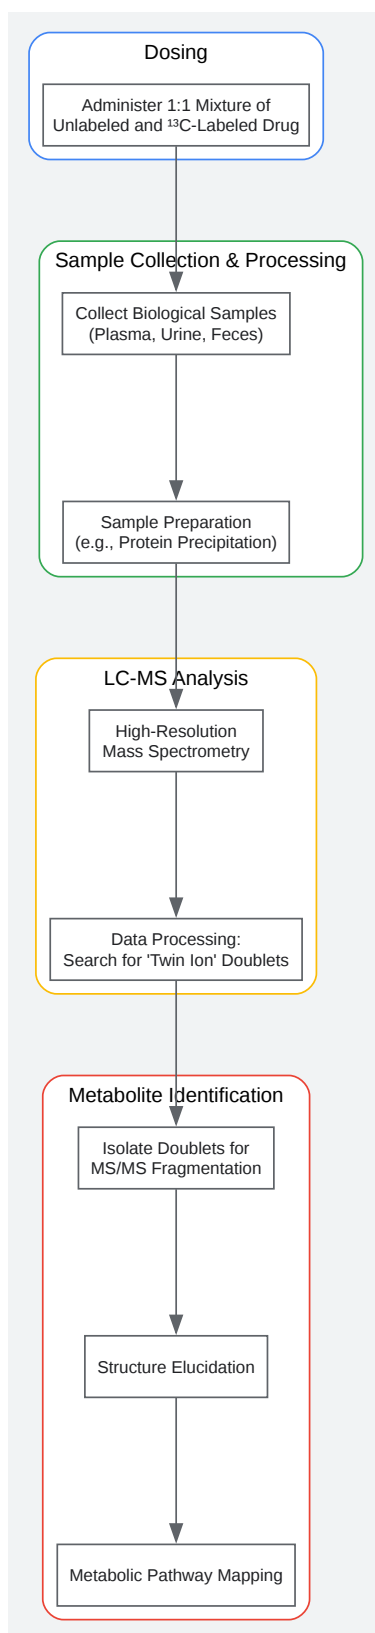 Dosing
Administer 1:1 Mixture of
Unlabeled and ¹³C-Labeled Drug
Sample Collection & Processing
Collect Biological Samples
(Plasma, Urine, Feces)
Sample Preparation
(e.g., Protein Precipitation)
LC-MS Analysis
High-Resolution
Mass Spectrometry
Data Processing:
Search for 'Twin Ion' Doublets
Metabolite Identification
Isolate Doublets for
MS/MS Fragmentation
Structure Elucidation
Metabolic Pathway Mapping